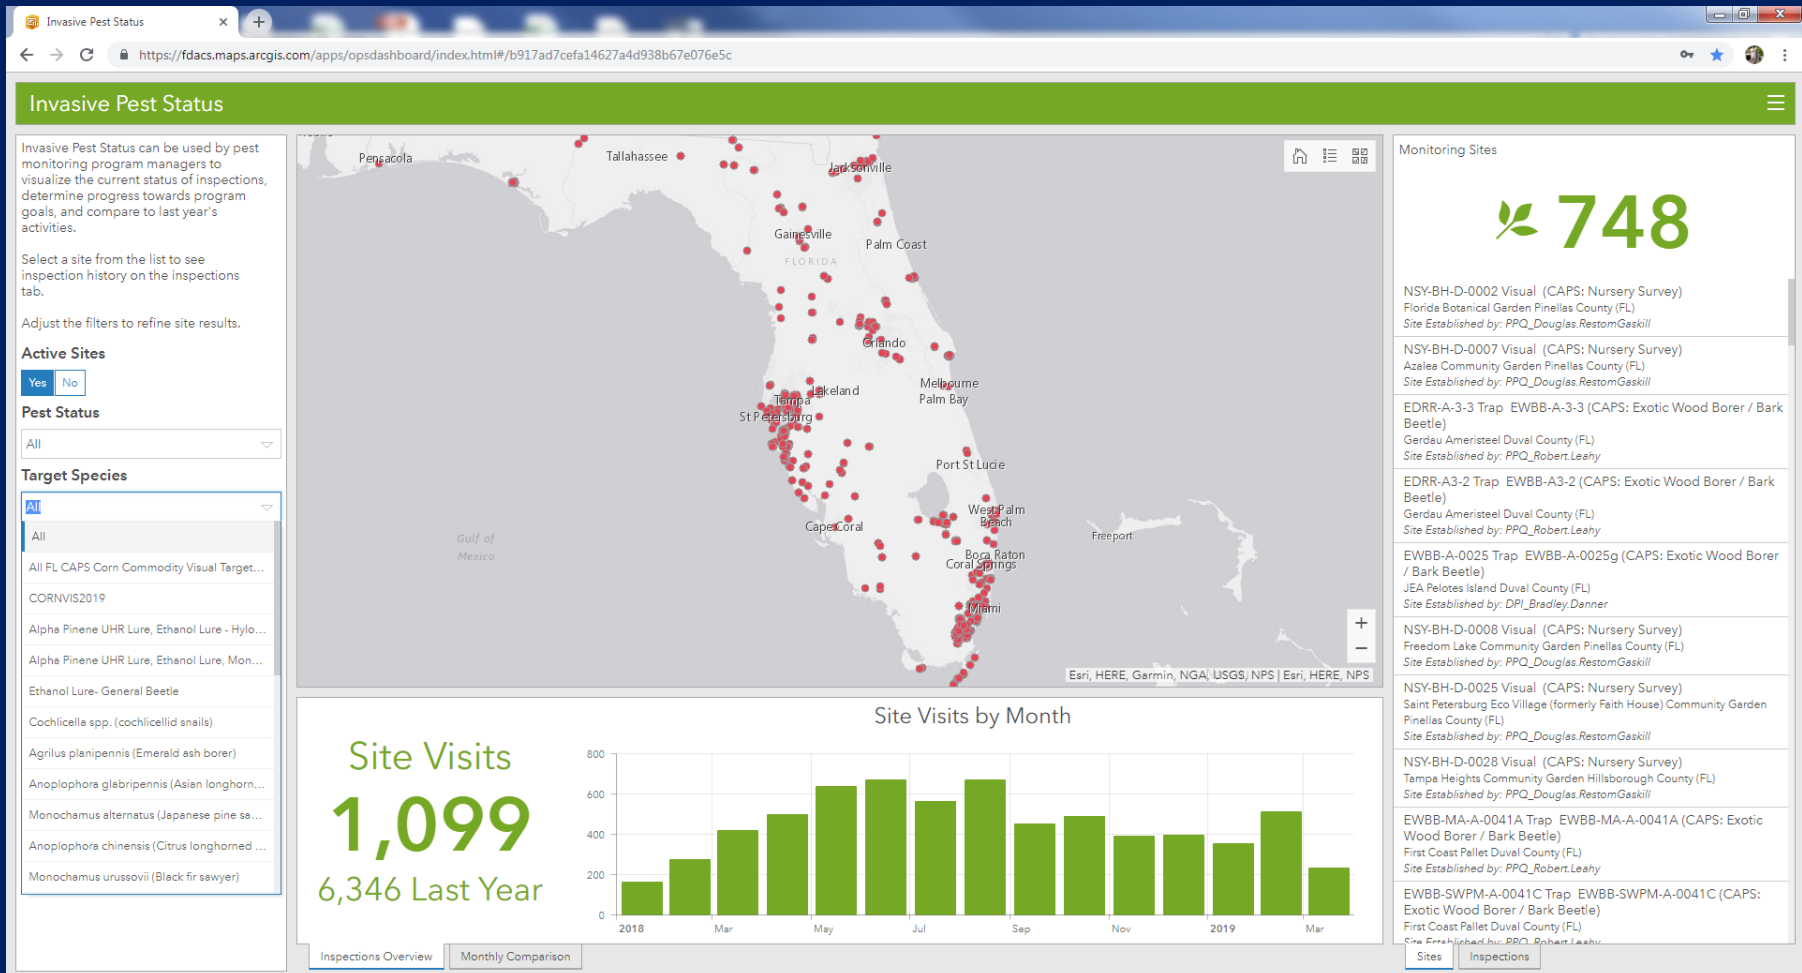 Invasive Pest Status
https://fdacs.maps.arcgis.com/apps/opsdashboard/index.html#/b917ad7cefa14627a4d938b67e076e5c
Invasive Pest Status
Invasive Pest Status can be used by pest
monitoring program managers to
visualize the current status of inspections,
determine progress towards program
goals, and compare to last year's
activities.
Select a site from the list to see
inspection history on the inspections
tab.
Adjust the filters to refine site results.
Active Sites
Yes
No
Pest Status
All
Target Species
All
All
All FL CAPS Corn Commodity Visual Target...
CORNVIS2019
Alpha Pinene UHR Lure, Ethanol Lure - Hylo...
Alpha Pinene UHR Lure, Ethanol Lure, Mon...
Ethanol Lure- General Beetle
Cochlicella spp. (cochlicellid snails)
Agrilus planipennis (Emerald ash borer)
Anoplophora glabripennis (Asian longhorn...
Monochamus alternatus (Japanese pine sa...
Anoplophora chinensis (Citrus longhorned ...
Monochamus urussovii (Black fir sawyer)
Pensacola
Tallahassee
Jacksonville
Gainesville
Palm Coast
FLORIDA
Orlando
Melbourne
Palm Bay
Lakeland
Tampa
St Petersburg
Port St Lucie
West Palm
Beach
Cape Coral
Boca Raton
Coral Springs
Miami
Freeport
Gulf of
Mexico
Esri, HERE, Garmin, NGA, USGS, NPS | Esri, HERE, NPS
Site Visits
1,099
6,346 Last Year
Site Visits by Month
800
600
400
200
0
2018 Mar May Jul Sep Nov 2019 Mar
Inspections Overview
Monthly Comparison
Monitoring Sites
748
NSY-BH-D-0002 Visual (CAPS: Nursery Survey)
Florida Botanical Garden Pinellas County (FL)
Site Established by: PPQ_Douglas.RestomGaskill
NSY-BH-D-0007 Visual (CAPS: Nursery Survey)
Azalea Community Garden Pinellas County (FL)
Site Established by: PPQ_Douglas.RestomGaskill
EDRR-A-3-3 Trap EWBB-A-3-3 (CAPS: Exotic Wood Borer / Bark
Beetle)
Gerdau Ameristeel Duval County (FL)
Site Established by: PPQ_Robert.Leahy
EDRR-A3-2 Trap EWBB-A3-2 (CAPS: Exotic Wood Borer / Bark
Beetle)
Gerdau Ameristeel Duval County (FL)
Site Established by: PPQ_Robert.Leahy
EWBB-A-0025 Trap EWBB-A-0025g (CAPS: Exotic Wood Borer
/ Bark Beetle)
JEA Pelotes Island Duval County (FL)
Site Established by: DPI_Bradley.Danner
NSY-BH-D-0008 Visual (CAPS: Nursery Survey)
Freedom Lake Community Garden Pinellas County (FL)
Site Established by: PPQ_Douglas.RestomGaskill
NSY-BH-D-0025 Visual (CAPS: Nursery Survey)
Saint Petersburg Eco Village (formerly Faith House) Community Garden
Pinellas County (FL)
Site Established by: PPQ_Douglas.RestomGaskill
NSY-BH-D-0028 Visual (CAPS: Nursery Survey)
Tampa Heights Community Garden Hillsborough County (FL)
Site Established by: PPQ_Douglas.RestomGaskill
EWBB-MA-A-0041A Trap EWBB-MA-A-0041A (CAPS: Exotic
Wood Borer / Bark Beetle)
First Coast Pallet Duval County (FL)
Site Established by: PPQ_Robert.Leahy
EWBB-SWPM-A-0041C Trap EWBB-SWPM-A-0041C (CAPS:
Exotic Wood Borer / Bark Beetle)
First Coast Pallet Duval County (FL)
Site Established by: PPQ_Robert.Leahy
Sites
Inspections